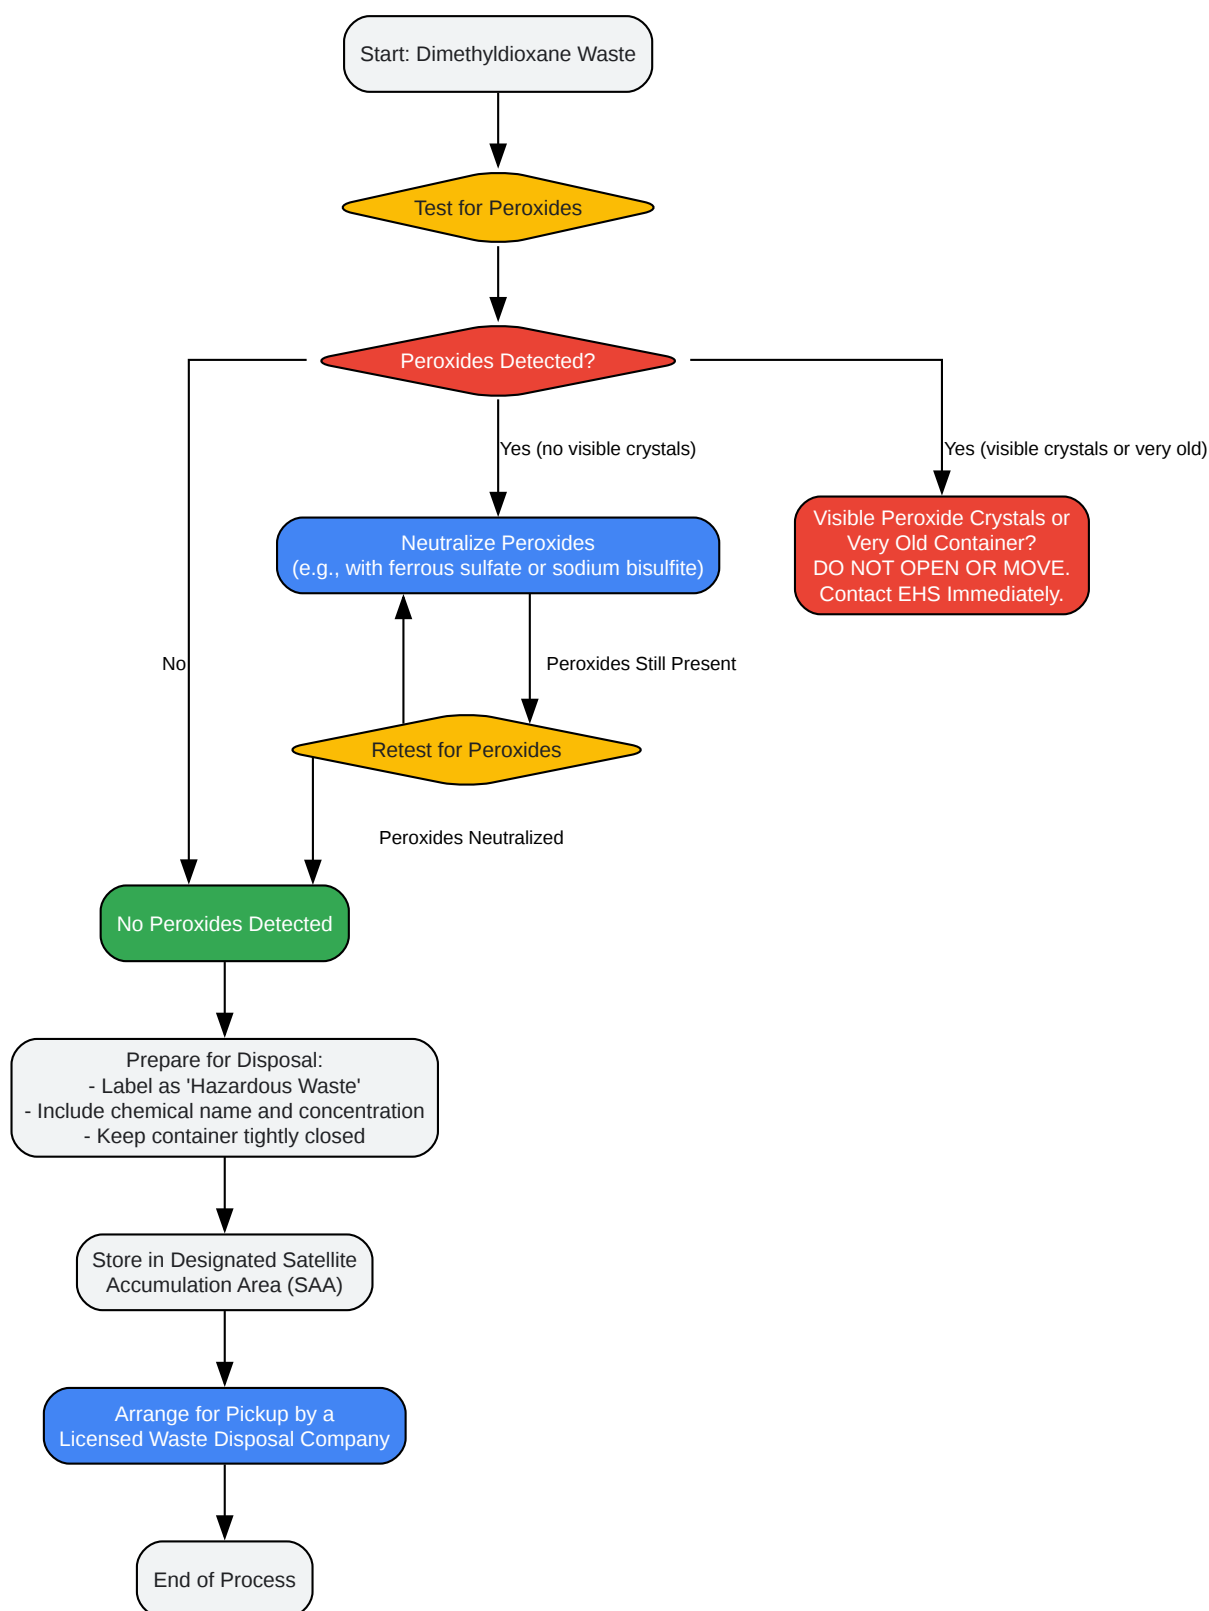 Start: Dimethyldioxane Waste
Test for Peroxides
Peroxides Detected?
Yes (no visible crystals)
Yes (visible crystals or very old)
Visible Peroxide Crystals or
Very Old Container?
DO NOT OPEN OR MOVE.
Contact EHS Immediately.
Neutralize Peroxides
(e.g., with ferrous sulfate or sodium bisulfite)
No
Peroxides Still Present
Retest for Peroxides
Peroxides Neutralized
No Peroxides Detected
Prepare for Disposal:
- Label as 'Hazardous Waste'
- Include chemical name and concentration
- Keep container tightly closed
Store in Designated Satellite
Accumulation Area (SAA)
Arrange for Pickup by a
Licensed Waste Disposal Company
End of Process